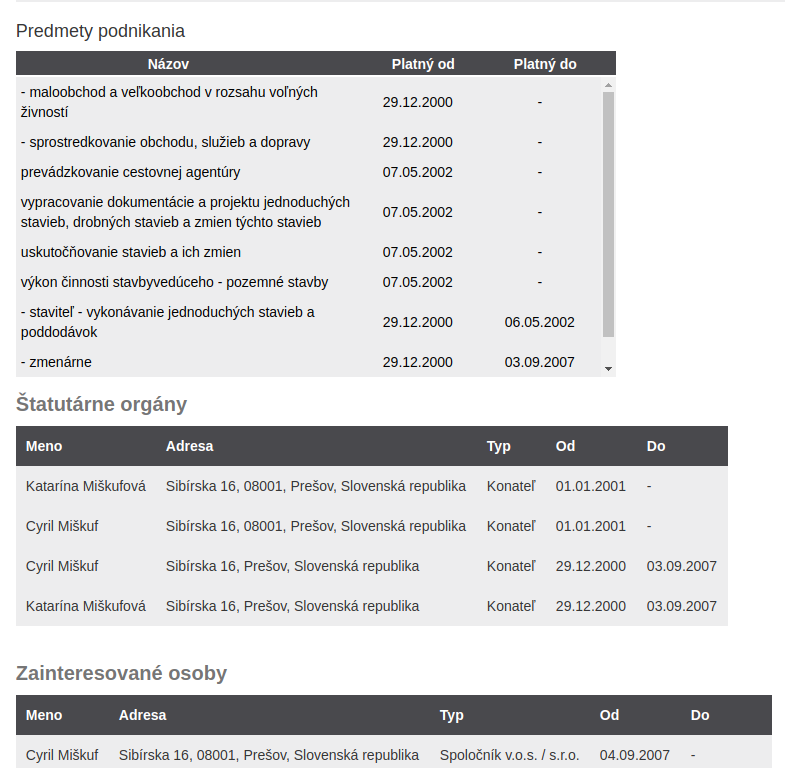 Predmety podnikania
Názov Platný od Platný do
- maloobchod a veľkoobchod v rozsahu voľných
živností 29.12.2000 -
- sprostredkovanie obchodu, služieb a dopravy 29.12.2000 -
prevádzkovanie cestovnej agentúry 07.05.2002 -
vypracovanie dokumentácie a projektu jednoduchých
stavieb, drobných stavieb a zmien týchto stavieb 07.05.2002 -
uskutočňovanie stavieb a ich zmien 07.05.2002 -
výkon činnosti stavbyvedúceho - pozemné stavby 07.05.2002 -
- staviteľ - vykonávanie jednoduchých stavieb a
poddodávok 29.12.2000 06.05.2002
- zmenárne 29.12.2000 03.09.2007
Štatutárne orgány
Meno Adresa Typ Od Do
Katarína Miškufová Sibírska 16, 08001, Prešov, Slovenská republika Konateľ 01.01.2001 -
Cyril Miškuf Sibírska 16, 08001, Prešov, Slovenská republika Konateľ 01.01.2001 -
Cyril Miškuf Sibírska 16, Prešov, Slovenská republika Konateľ 29.12.2000 03.09.2007
Katarína Miškufová Sibírska 16, Prešov, Slovenská republika Konateľ 29.12.2000 03.09.2007
Zainteresované osoby
Meno Adresa Typ Od Do
Cyril Miškuf Sibírska 16, 08001, Prešov, Slovenská republika Spoločník v.o.s. / s.r.o. 04.09.2007 -